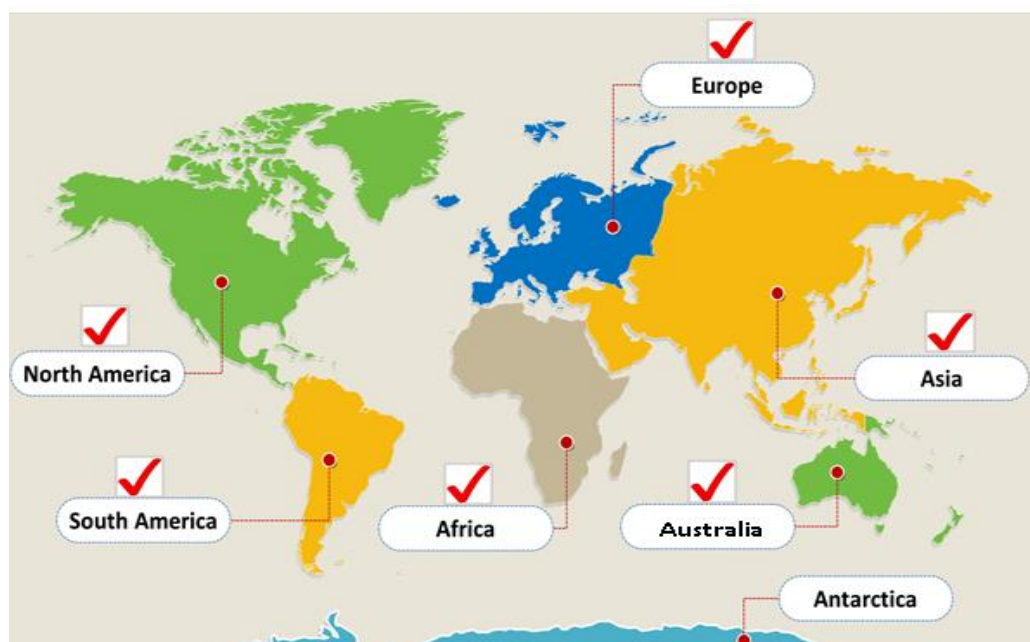 Europe
North America
Asia
South America
Africa
Australia
Antarctica